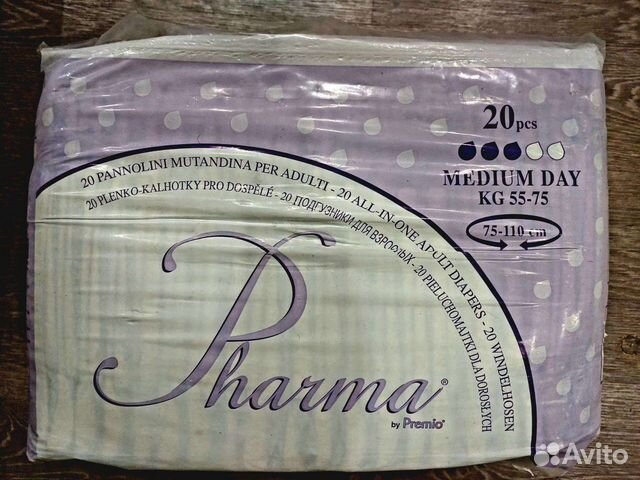 20pcs
MEDIUM DAY
KG 55-75
75-110 cm
20 PANNOLINI MUTANDINA PER ADULTI - 20 ALL-IN-ONE ADULT DIAPERS - 20 WINDELHOSEN
20 PLENKO-KALHOTKY PRO DOSPĚLÉ - 20 ПОДГУЗНИКИ ДЛЯ ВЗРОСЛЫХ - 20 PIELUCHOMAJTKI DLA DOROSŁYCH
Pharma®
by Premio®
Avito